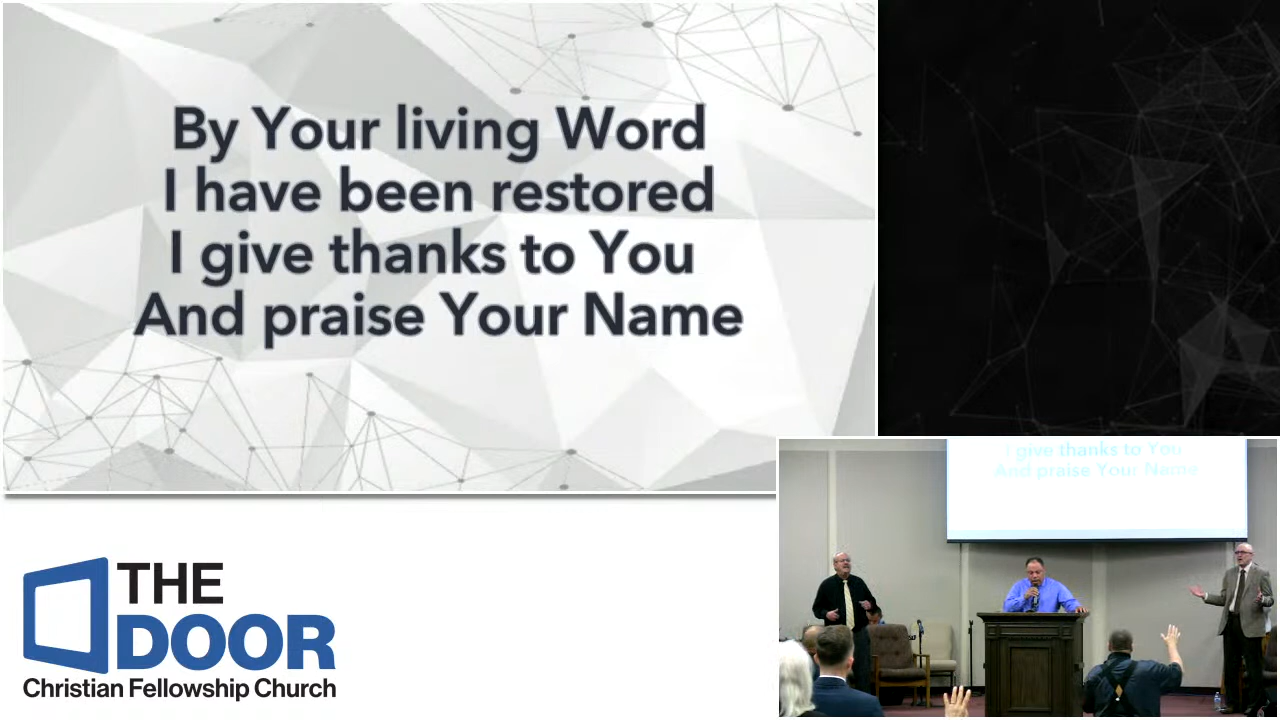 By Your living Word
I have been restored
I give thanks to You
And praise Your Name
I give thanks to You
And praise Your Name
THE
DOOR
Christian Fellowship Church